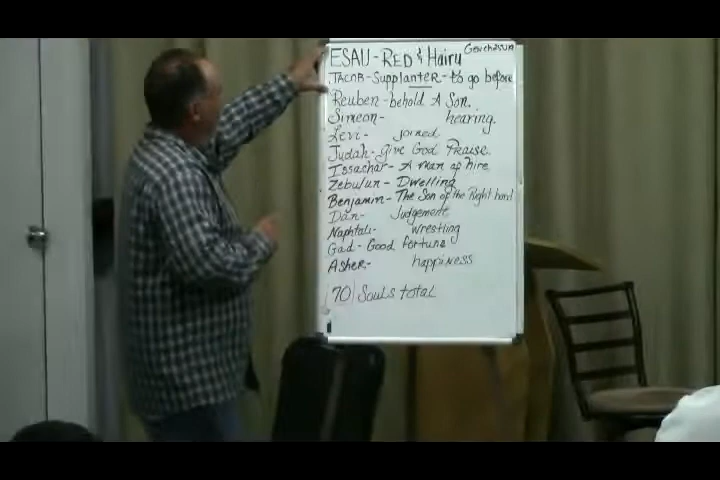 ESAU - RED & Hairy
JACOB - SupplanTER - to go before
Reuben - behold A Son.
Simeon - hearing.
Levi - joined
Judah - Give God Praise.
Issachar - A man of hire
Zebulun - Dwelling
Benjamin - The Son of the Right hand
Dan - Judgement
Naphtali - Wrestling
Gad - Good fortune
Asher - happiness
70 Souls total